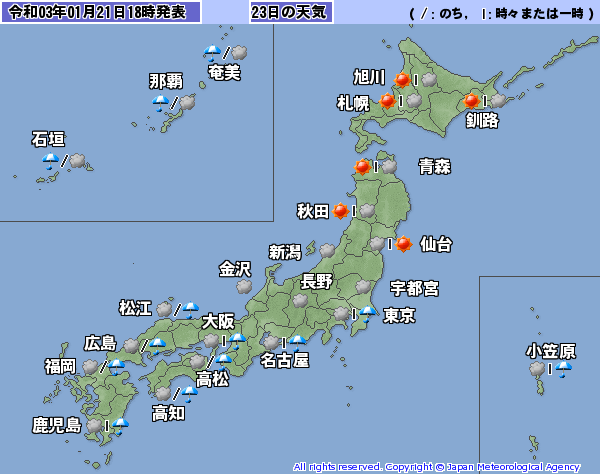 令和03年01月21日18時発表 23日の天気 ( /: のち, |: 時々または一時 )
奄美
那覇
石垣
旭川
札幌
釧路
青森
秋田
仙台
新潟
金沢
長野
宇都宮
松江
大阪
東京
広島
名古屋
福岡
高松
小笠原
高知
鹿児島
All rights reserved. Copyright © Japan Meteorological Agency